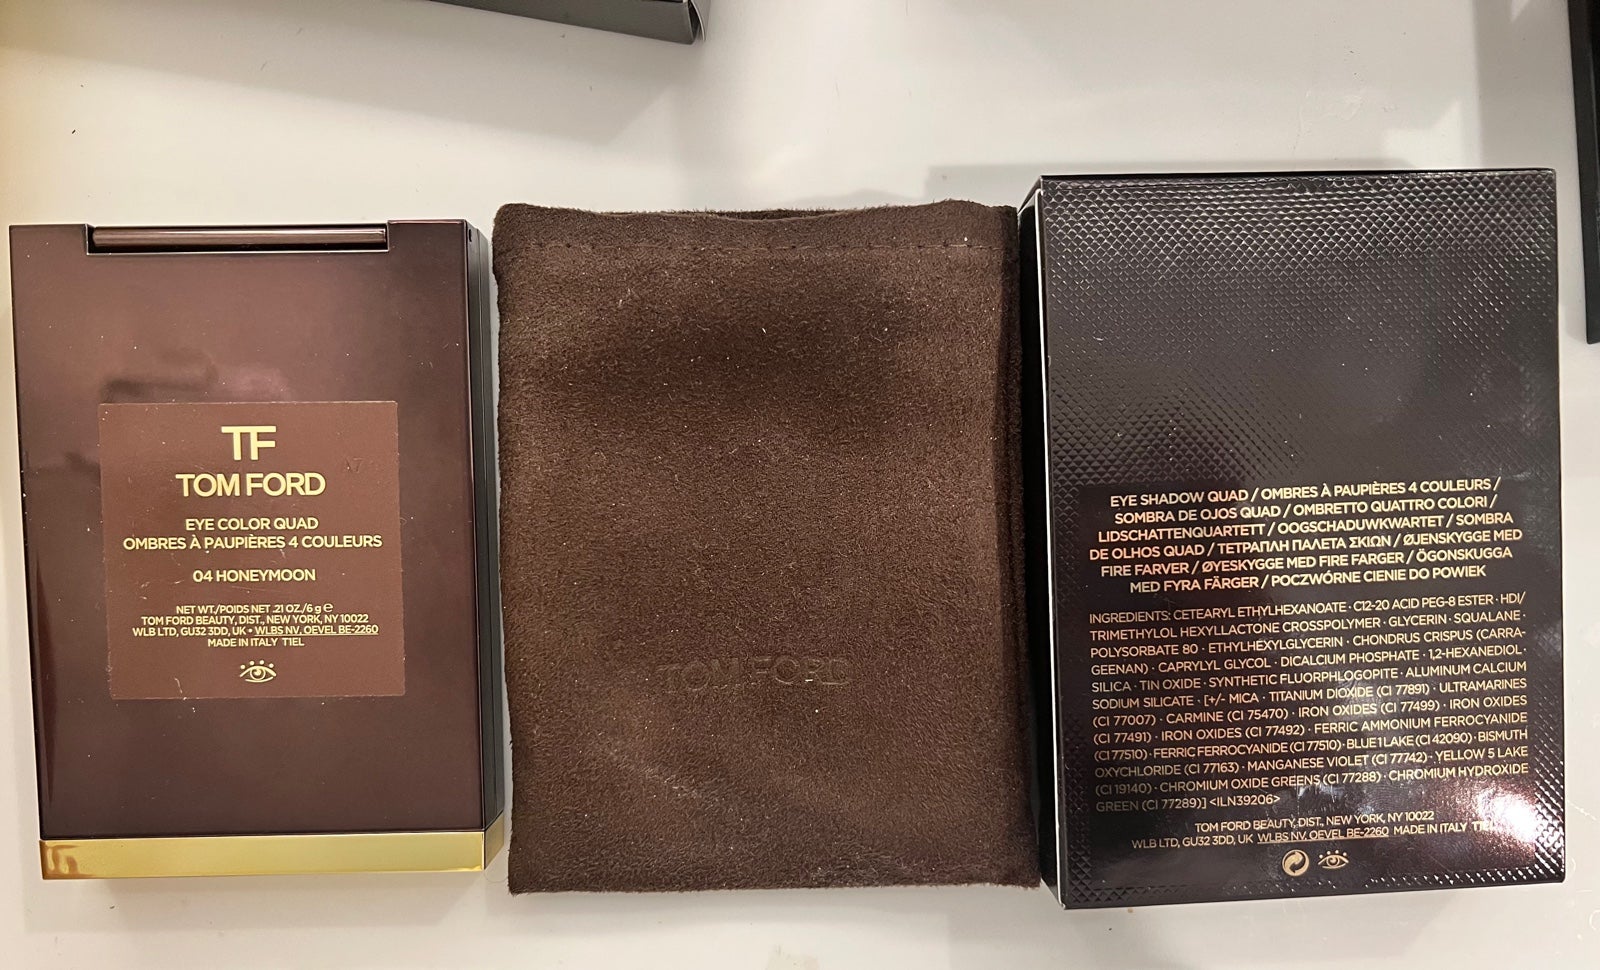 TF
TOM FORD
A7
EYE COLOR QUAD
OMBRES À PAUPIÈRES 4 COULEURS
04 HONEYMOON
NET WT./POIDS NET .21 OZ./6 g ℮
TOM FORD BEAUTY, DIST., NEW YORK, NY 10022
WLB LTD, GU32 3DD, UK • WLBS NV. OEVEL BE-2260
MADE IN ITALY T1EL
TOM FORD
EYE SHADOW QUAD / OMBRES À PAUPIÈRES 4 COULEURS /
SOMBRA DE OJOS QUAD / OMBRETTO QUATTRO COLORI /
LIDSCHATTENQUARTETT / OOGSCHADUWKWARTET / SOMBRA
DE OLHOS QUAD / ΤΕΤΡΑΠΛΗ ΠΑΛΕΤΑ ΣΚΙΩΝ / ØJENSKYGGE MED
FIRE FARVER / ØYESKYGGE MED FIRE FARGER / ÖGONSKUGGA
MED FYRA FÄRGER / POCZWÓRNE CIENIE DO POWIEK
INGREDIENTS: CETEARYL ETHYLHEXANOATE · C12-20 ACID PEG-8 ESTER · HDI/
TRIMETHYLOL HEXYLLACTONE CROSSPOLYMER · GLYCERIN · SQUALANE ·
POLYSORBATE 80 · ETHYLHEXYLGLYCERIN · CHONDRUS CRISPUS (CARRA-
GEENAN) · CAPRYLYL GLYCOL · DICALCIUM PHOSPHATE · 1,2-HEXANEDIOL ·
SILICA · TIN OXIDE · SYNTHETIC FLUORPHLOGOPITE · ALUMINUM CALCIUM
SODIUM SILICATE · [+/- MICA · TITANIUM DIOXIDE (CI 77891) · ULTRAMARINES
(CI 77007) · CARMINE (CI 75470) · IRON OXIDES (CI 77499) · IRON OXIDES
(CI 77491) · IRON OXIDES (CI 77492) · FERRIC AMMONIUM FERROCYANIDE
(CI 77510) · FERRIC FERROCYANIDE (CI 77510) · BLUE 1 LAKE (CI 42090) · BISMUTH
OXYCHLORIDE (CI 77163) · MANGANESE VIOLET (CI 77742) · YELLOW 5 LAKE
(CI 19140) · CHROMIUM OXIDE GREENS (CI 77288) · CHROMIUM HYDROXIDE
GREEN (CI 77289)] <ILN39206>
TOM FORD BEAUTY, DIST., NEW YORK, NY 10022
WLB LTD, GU32 3DD, UK WLBS NV. OEVEL BE-2260 MADE IN ITALY T1EL